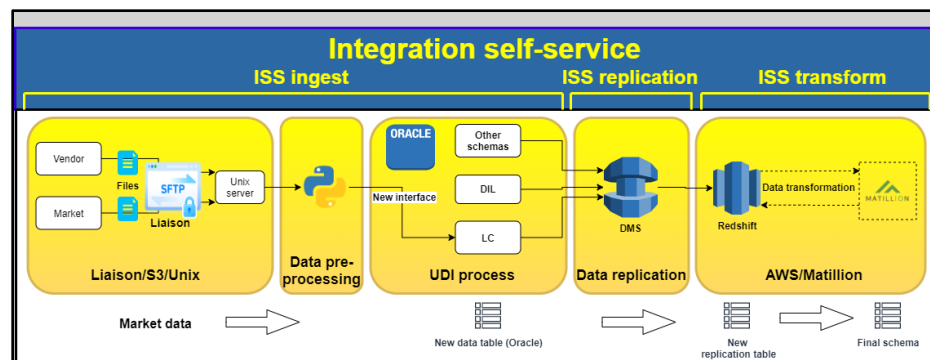 Integration self-service
ISS ingest
ISS replication
ISS transform
Vendor
Market
Files
SFTP
Liaison
Unix
server
Liaison/S3/Unix
Data pre-
processing
New interface
ORACLE
Other
schemas
DIL
LC
UDI process
DMS
Data replication
Redshift
Data transformation
MATILLION
AWS/Matillion
Market data
New data table (Oracle)
New
replication table
Final schema